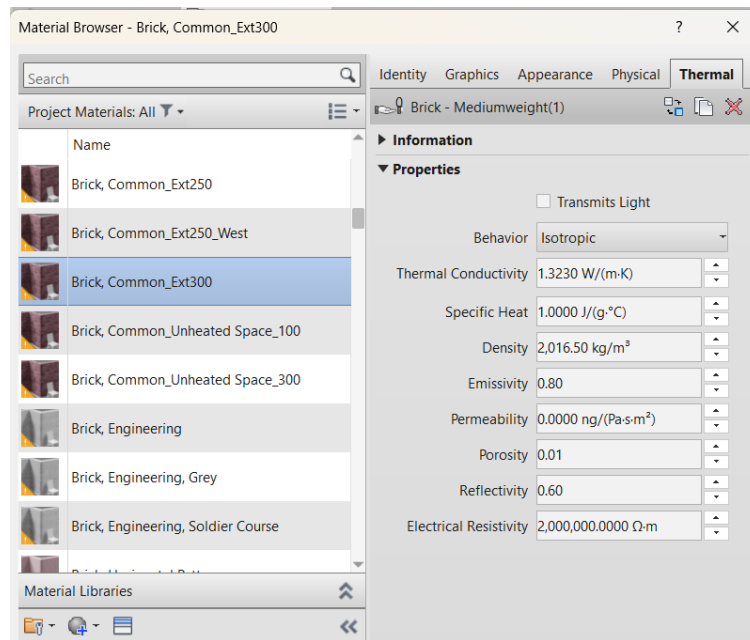 Material Browser - Brick, Common_Ext300
?
Search
Project Materials: All
Name
Brick, Common_Ext250
Brick, Common_Ext250_West
Brick, Common_Ext300
Brick, Common_Unheated Space_100
Brick, Common_Unheated Space_300
Brick, Engineering
Brick, Engineering, Grey
Brick, Engineering, Soldier Course
Material Libraries
Identity Graphics Appearance Physical Thermal
Brick - Mediumweight(1)
Information
Properties
Transmits Light
Behavior Isotropic
Thermal Conductivity 1.3230 W/(m·K)
Specific Heat 1.0000 J/(g·°C)
Density 2,016.50 kg/m³
Emissivity 0.80
Permeability 0.0000 ng/(Pa·s·m²)
Porosity 0.01
Reflectivity 0.60
Electrical Resistivity 2,000,000.0000 Ω·m